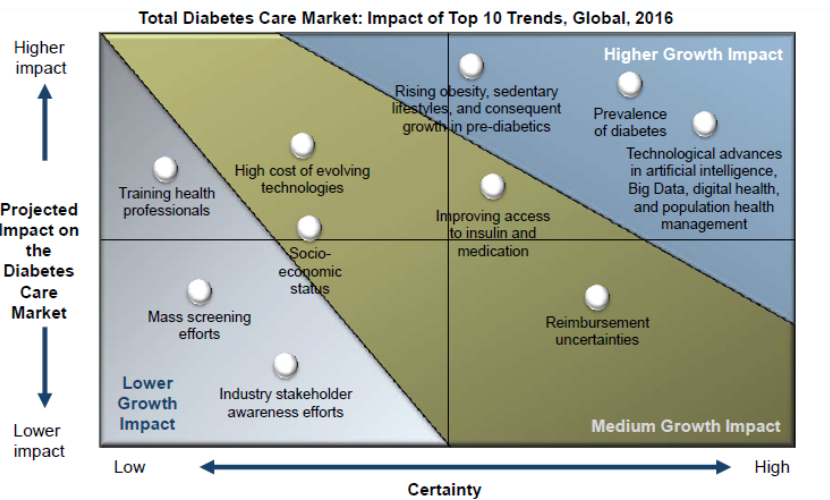 Total Diabetes Care Market: Impact of Top 10 Trends, Global, 2016
Higher
impact
Projected
Impact on
the
Diabetes
Care
Market
Lower
impact
Higher Growth Impact
Rising obesity, sedentary
lifestyles, and consequent
growth in pre-diabetics
Prevalence
of diabetes
Technological advances
in artificial intelligence,
Big Data, digital health,
and population health
management
High cost of evolving
technologies
Training health
professionals
Improving access
to insulin and
medication
Socio-
economic
status
Mass screening
efforts
Reimbursement
uncertainties
Industry stakeholder
awareness efforts
Lower
Growth
Impact
Medium Growth Impact
Low
High
Certainty